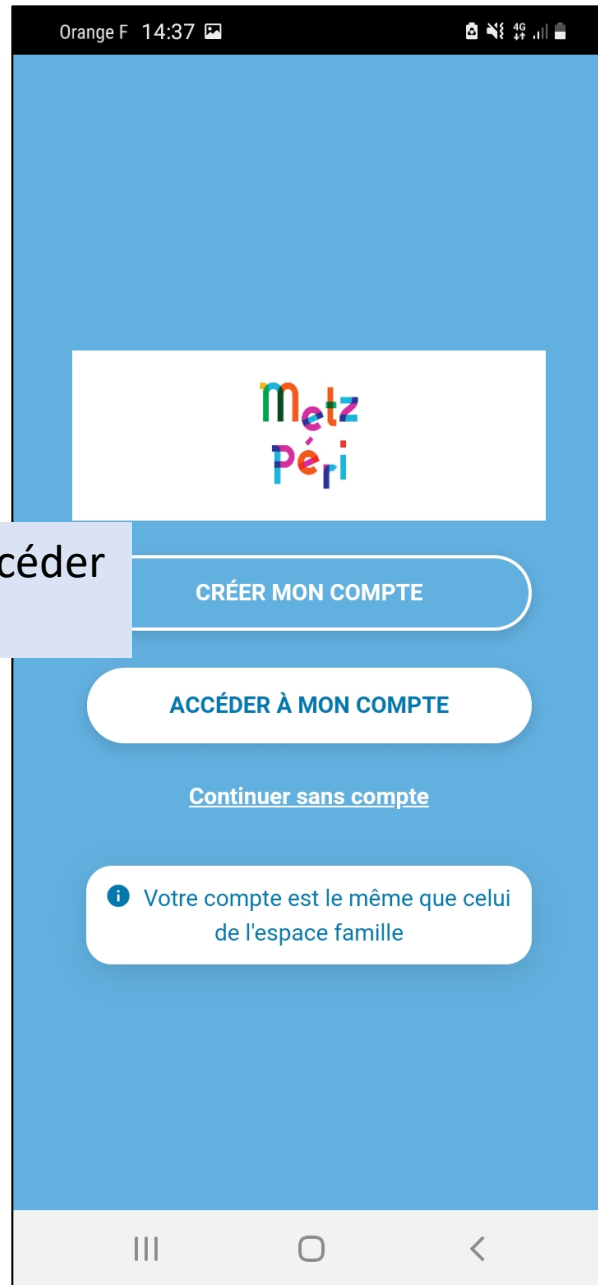 Orange F 14:37
4G
Metz
Péri
céder
CRÉER MON COMPTE
ACCÉDER À MON COMPTE
Continuer sans compte
Votre compte est le même que celui
de l'espace famille